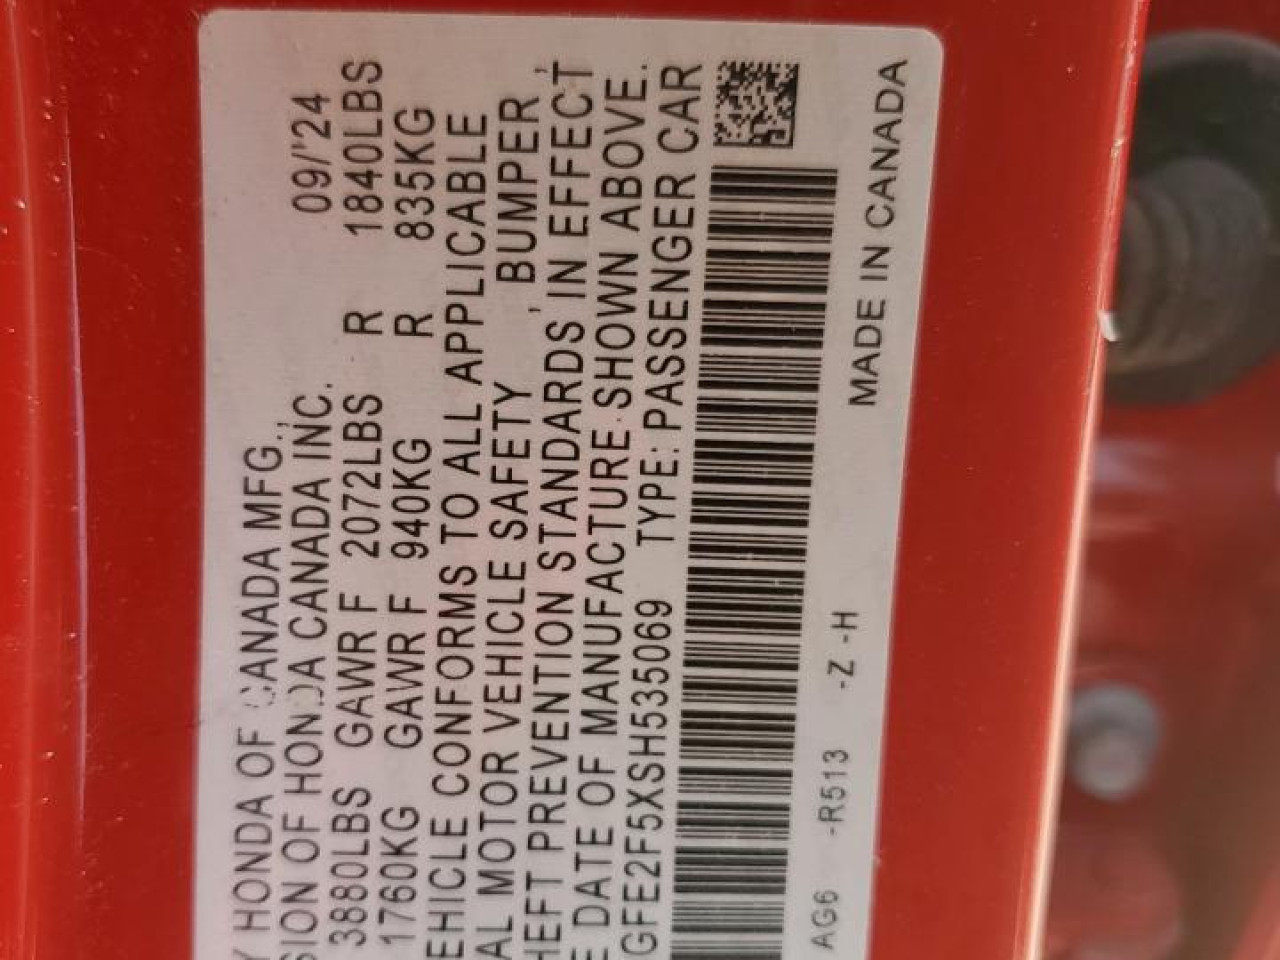 Y HONDA OF CANADA MFG.,
SION OF HONDA CANADA INC. 09/'24
3880LBS GAWR F 2072LBS R 1840LBS
1760KG GAWR F 940KG R 835KG
EHICLE CONFORMS TO ALL APPLICABLE
AL MOTOR VEHICLE SAFETY , BUMPER ,
HEFT PREVENTION STANDARDS IN EFFECT
E DATE OF MANUFACTURE SHOWN ABOVE.
GFE2F5XSH535069 TYPE: PASSENGER CAR
AG6 -R513 -Z -H MADE IN CANADA